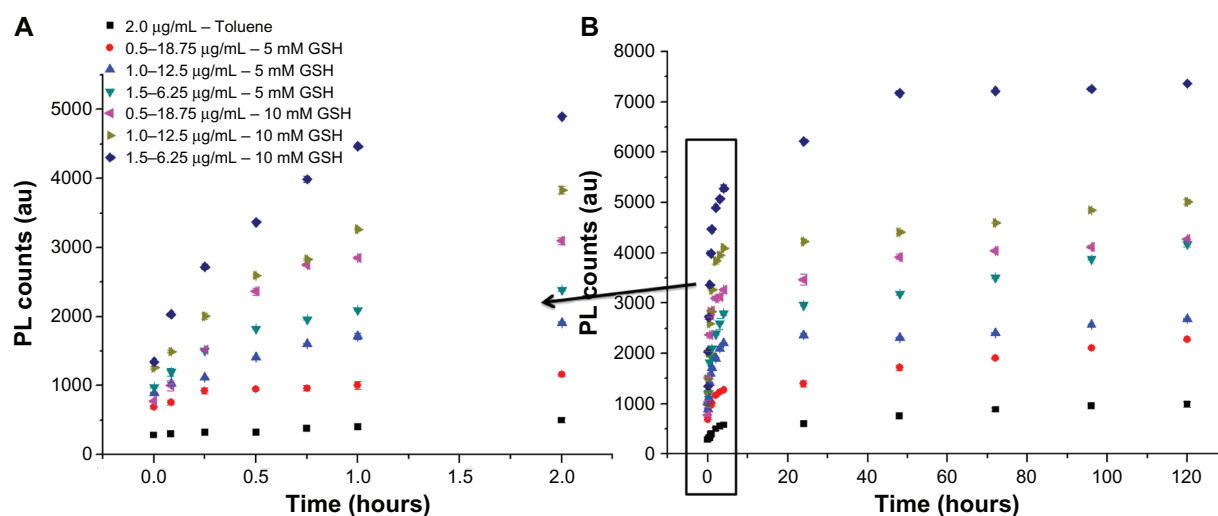 A
2.0 μg/mL – Toluene
0.5–18.75 μg/mL – 5 mM GSH
1.0–12.5 μg/mL – 5 mM GSH
1.5–6.25 μg/mL – 5 mM GSH
0.5–18.75 μg/mL – 10 mM GSH
1.0–12.5 μg/mL – 10 mM GSH
1.5–6.25 μg/mL – 10 mM GSH
5000
4000
3000
2000
1000
0
PL counts (au)
0.0
0.5
1.0
1.5
2.0
Time (hours)
B
8000
7000
6000
5000
4000
3000
2000
1000
0
PL counts (au)
0
20
40
60
80
100
120
Time (hours)